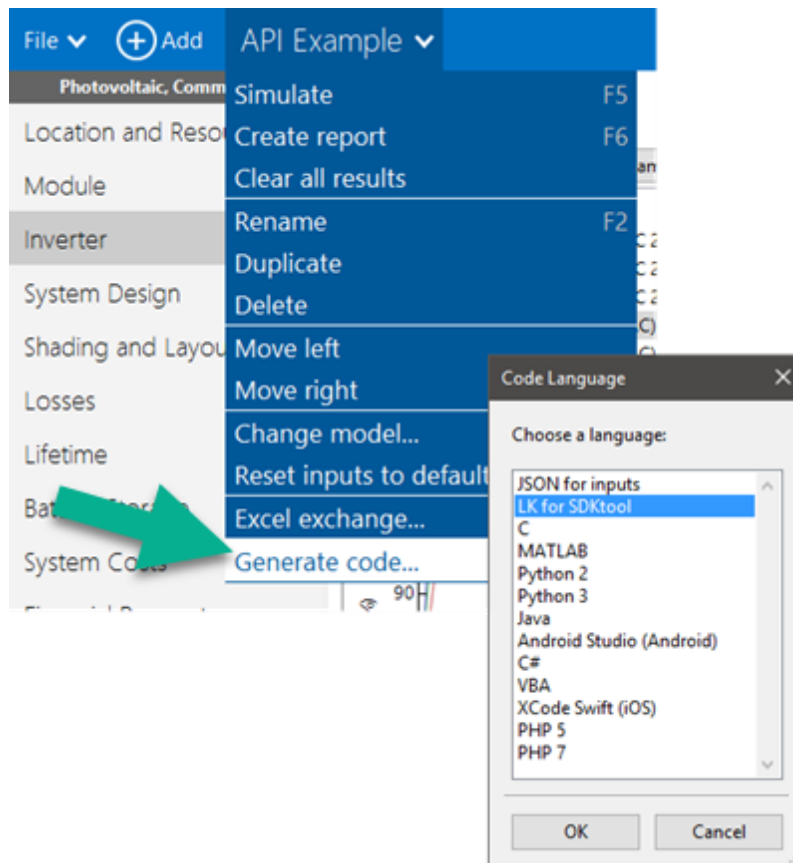 File
Add
API Example
Photovoltaic, Comm
Simulate F5
Location and Reso
Create report F6
Clear all results
Module
Rename F2
Inverter
Duplicate
System Design
Delete
Shading and Layou
Move left
Move right
Losses
Change model...
Lifetime
Reset inputs to default
Excel exchange...
System Costs
Generate code...
90
Code Language
Choose a language:
JSON for inputs
LK for SDKtool
C
MATLAB
Python 2
Python 3
Java
Android Studio (Android)
C#
VBA
XCode Swift (iOS)
PHP 5
PHP 7
OK
Cancel